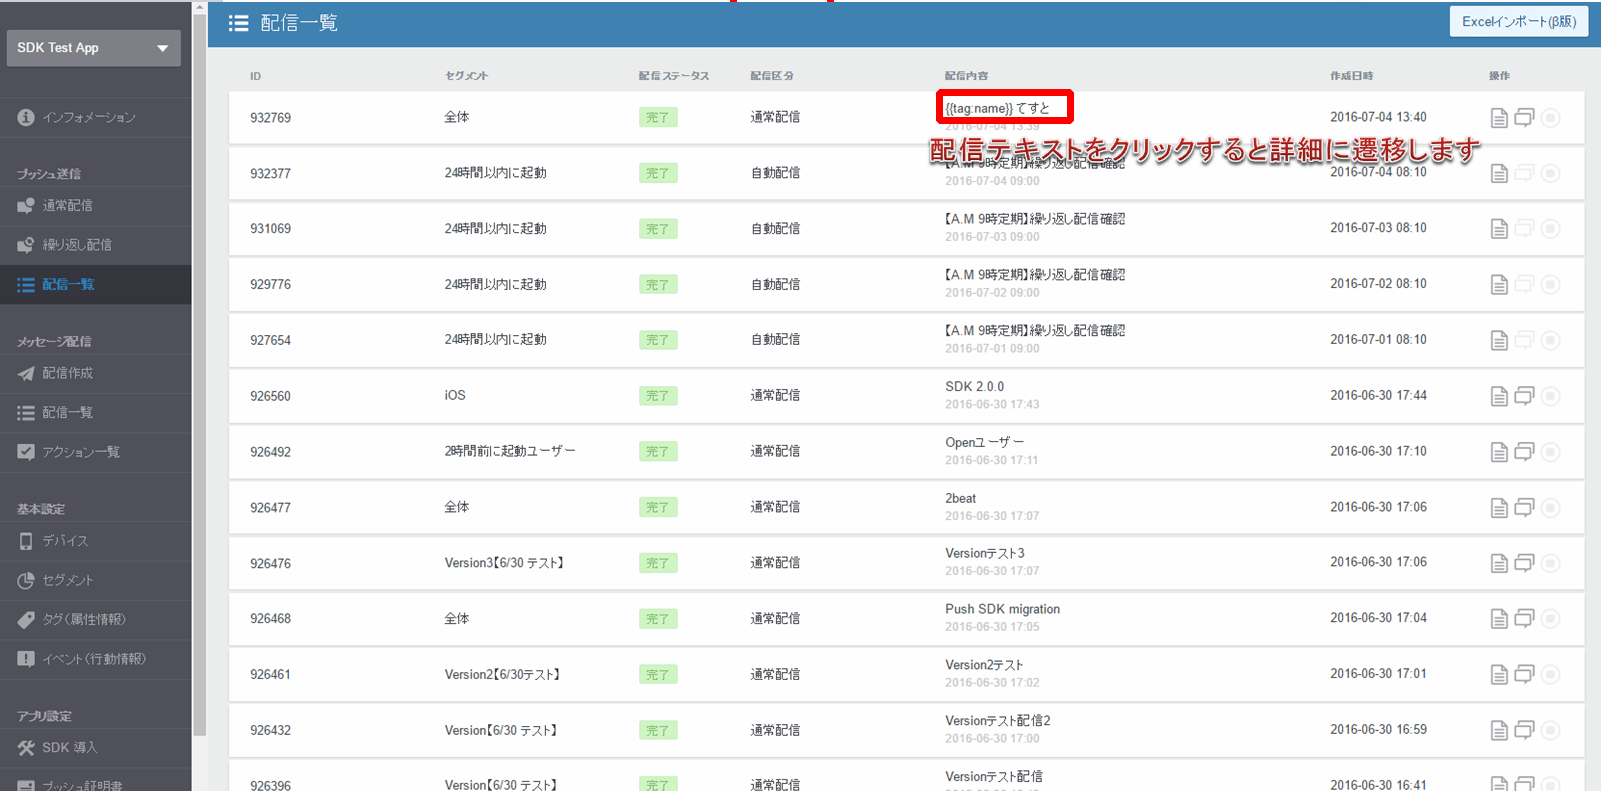 SDK Test App
インフォメーション
プッシュ送信
通常配信
繰り返し配信
配信一覧
メッセージ配信
配信作成
配信一覧
アクション一覧
基本設定
デバイス
セグメント
タグ(属性情報)
イベント(行動情報)
アプリ設定
SDK 導入
プッシュ証明書
配信一覧
Excelインポート(β版)
ID セグメント 配信ステータス 配信区分 配信内容 作成日時 操作
932769 全体 完了 通常配信 {{tag:name}} てすと 2016-07-04 13:40
2016-07-04 13:39
配信テキストをクリックすると詳細に遷移します
932377 24時間以内に起動 完了 自動配信 【A.M 9時定期】繰り返し配信確認 2016-07-04 08:10
2016-07-04 09:00
931069 24時間以内に起動 完了 自動配信 【A.M 9時定期】繰り返し配信確認 2016-07-03 08:10
2016-07-03 09:00
929776 24時間以内に起動 完了 自動配信 【A.M 9時定期】繰り返し配信確認 2016-07-02 08:10
2016-07-02 09:00
927654 24時間以内に起動 完了 自動配信 【A.M 9時定期】繰り返し配信確認 2016-07-01 08:10
2016-07-01 09:00
926560 iOS 完了 通常配信 SDK 2.0.0 2016-06-30 17:44
2016-06-30 17:43
926492 2時間前に起動ユーザー 完了 通常配信 Openユーザー 2016-06-30 17:10
2016-06-30 17:11
926477 全体 完了 通常配信 2beat 2016-06-30 17:06
2016-06-30 17:07
926476 Version3【6/30 テスト】 完了 通常配信 Versionテスト3 2016-06-30 17:06
2016-06-30 17:07
926468 全体 完了 通常配信 Push SDK migration 2016-06-30 17:04
2016-06-30 17:05
926461 Version2【6/30テスト】 完了 通常配信 Version2テスト 2016-06-30 17:01
2016-06-30 17:02
926432 Version【6/30 テスト】 完了 通常配信 Versionテスト配信2 2016-06-30 16:59
2016-06-30 17:00
926396 Version【6/30 テスト】 完了 通常配信 Versionテスト配信 2016-06-30 16:41